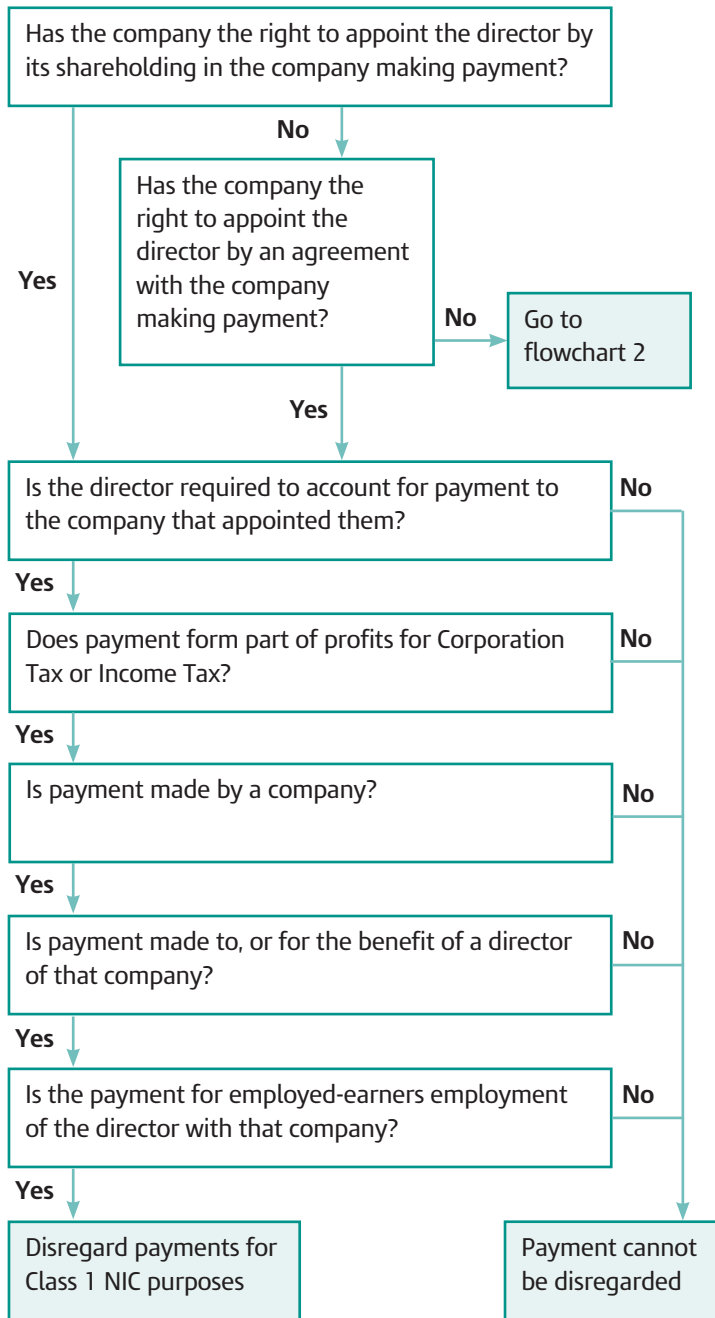 Has the company the right to appoint the director by
its shareholding in the company making payment?
No
Has the company the
right to appoint the
director by an agreement
with the company
making payment?
Yes
No
Go to
flowchart 2
Yes
Is the director required to account for payment to
the company that appointed them?
No
Yes
Does payment form part of profits for Corporation
Tax or Income Tax?
No
Yes
Is payment made by a company?
No
Yes
Is payment made to, or for the benefit of a director
of that company?
No
Yes
Is the payment for employed-earners employment
of the director with that company?
No
Yes
Disregard payments for
Class 1 NIC purposes
Payment cannot
be disregarded